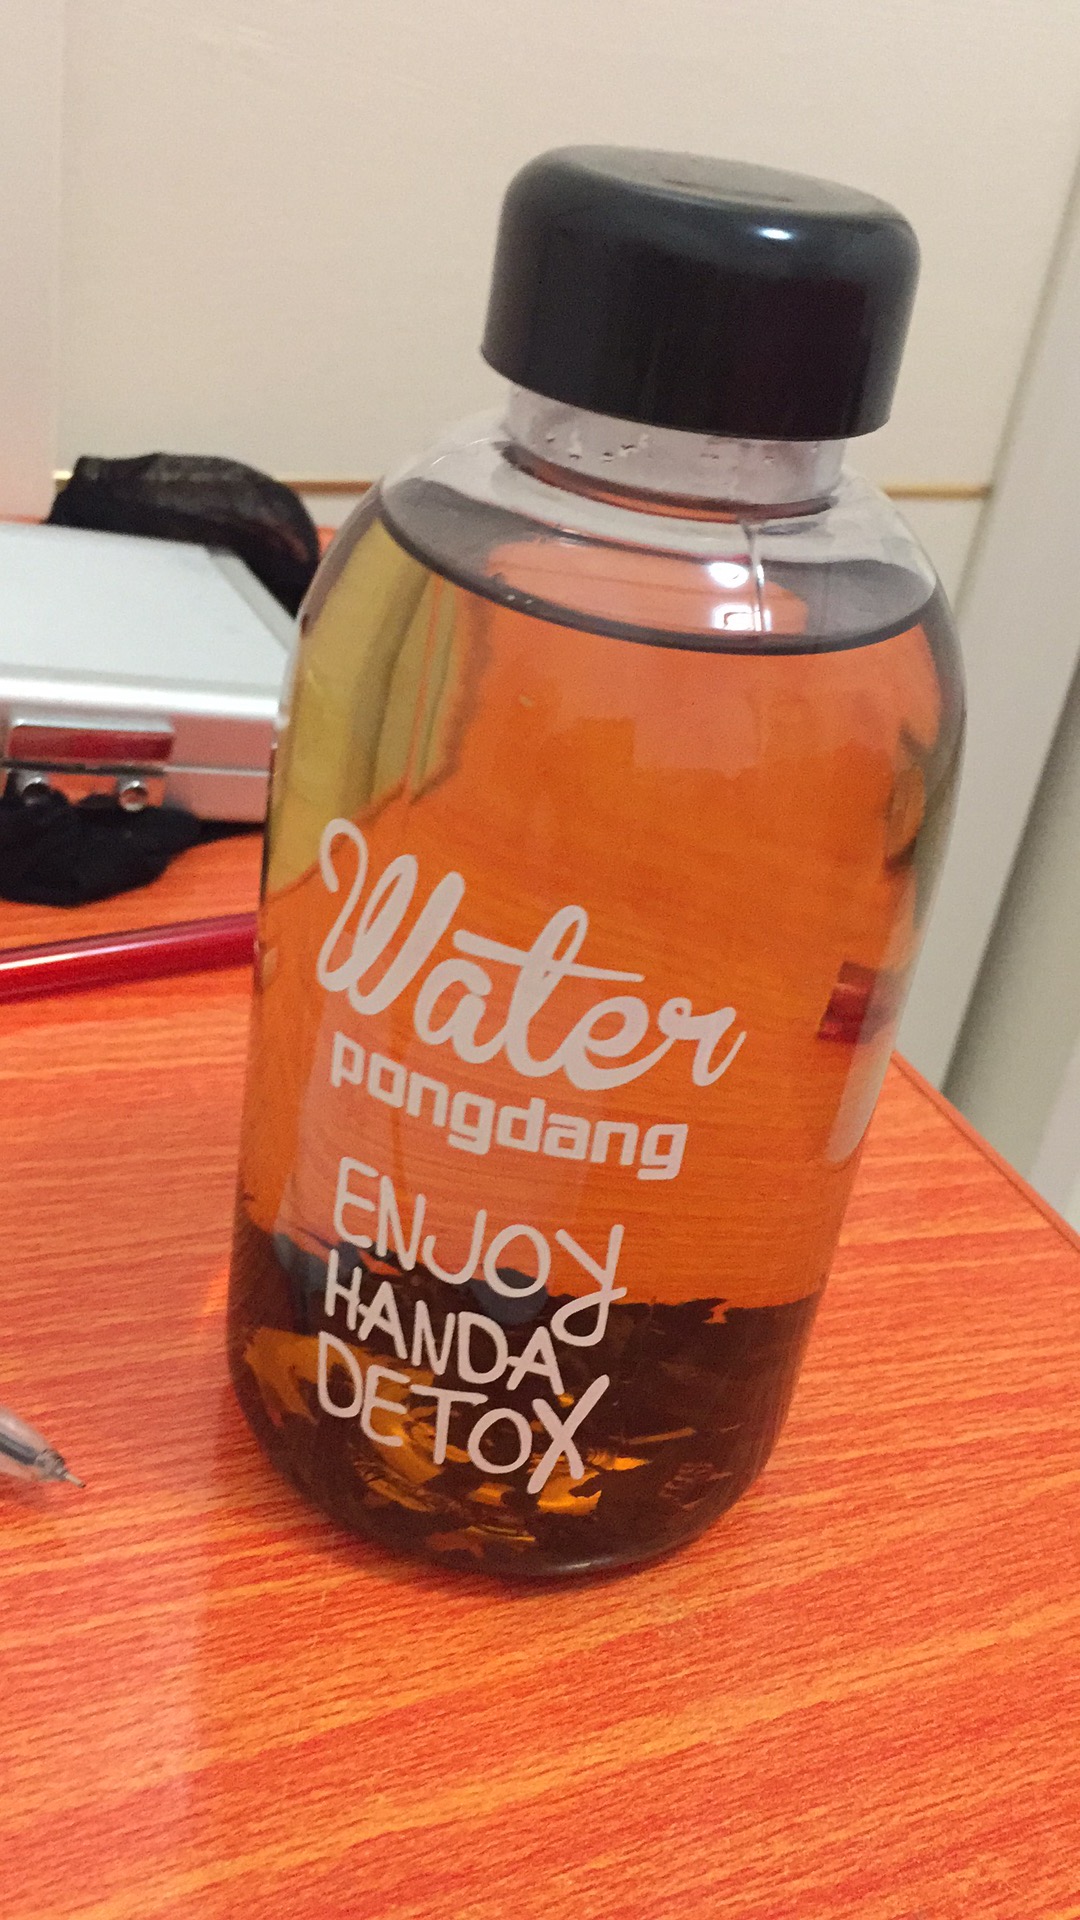 Water
pongdang
ENJOY
HANDA
DETOX